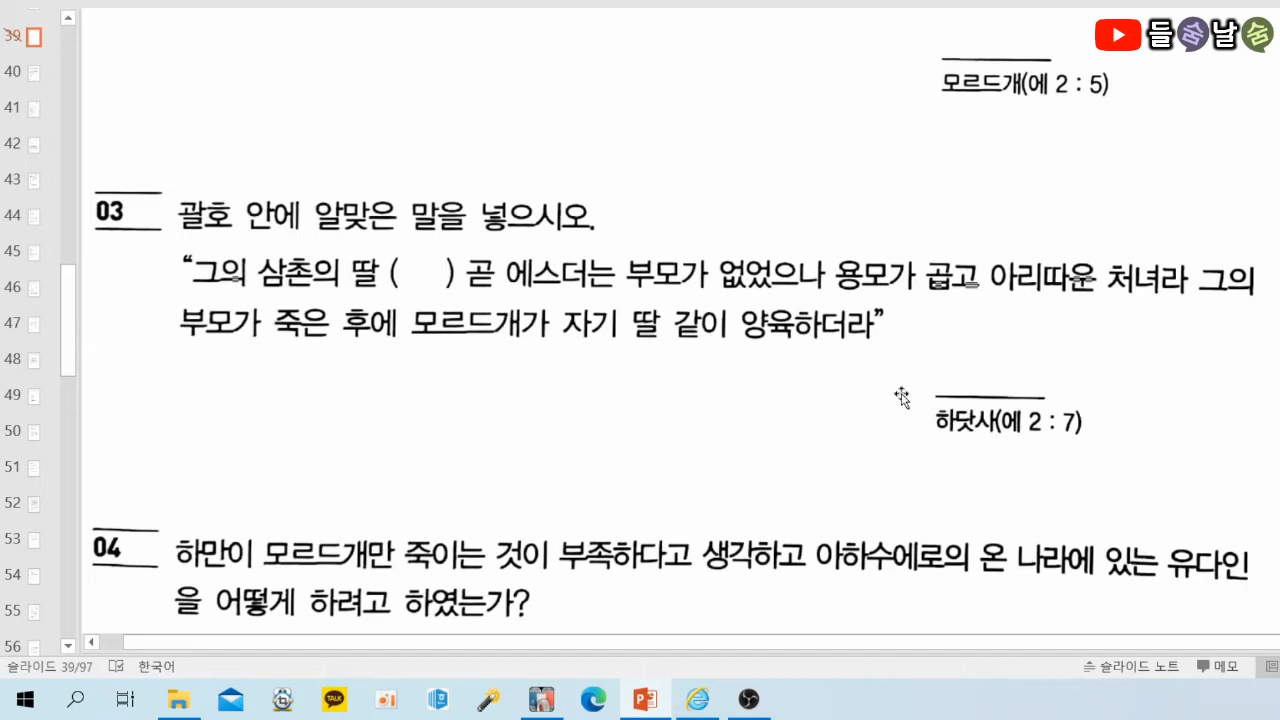 들숨날숨
39
40
41
42
43
44
45
46
47
48
49
50
51
52
53
54
55
56
모르드개(에 2 : 5)
03 괄호 안에 알맞은 말을 넣으시오.
“그의 삼촌의 딸 ( ) 곧 에스더는 부모가 없었으나 용모가 곱고 아리따운 처녀라 그의
부모가 죽은 후에 모르드개가 자기 딸 같이 양육하더라”
하닷사(에 2 : 7)
04 하만이 모르드개만 죽이는 것이 부족하다고 생각하고 아하수에로의 온 나라에 있는 유다인
을 어떻게 하려고 하였는가?
슬라이드 39/97 한국어 슬라이드 노트 메모
TALK